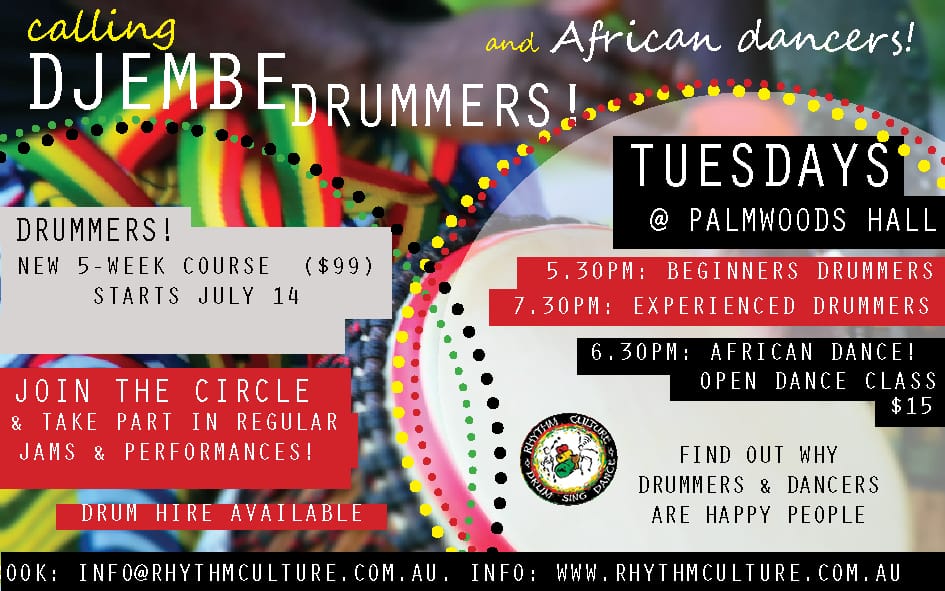 calling
DJEMBE DRUMMERS!
and African dancers!
TUESDAYS
@ PALMWOODS HALL
5.30PM: BEGINNERS DRUMMERS
7.30PM: EXPERIENCED DRUMMERS
6.30PM: AFRICAN DANCE!
OPEN DANCE CLASS
$15
DRUMMERS!
NEW 5-WEEK COURSE ($99)
STARTS JULY 14
JOIN THE CIRCLE
& TAKE PART IN REGULAR
JAMS & PERFORMANCES!
DRUM HIRE AVAILABLE
RHYTHM CULTURE
DRUM SING DANCE
FIND OUT WHY
DRUMMERS & DANCERS
ARE HAPPY PEOPLE
OOK: INFO@RHYTHMCULTURE.COM.AU. INFO: WWW.RHYTHMCULTURE.COM.AU